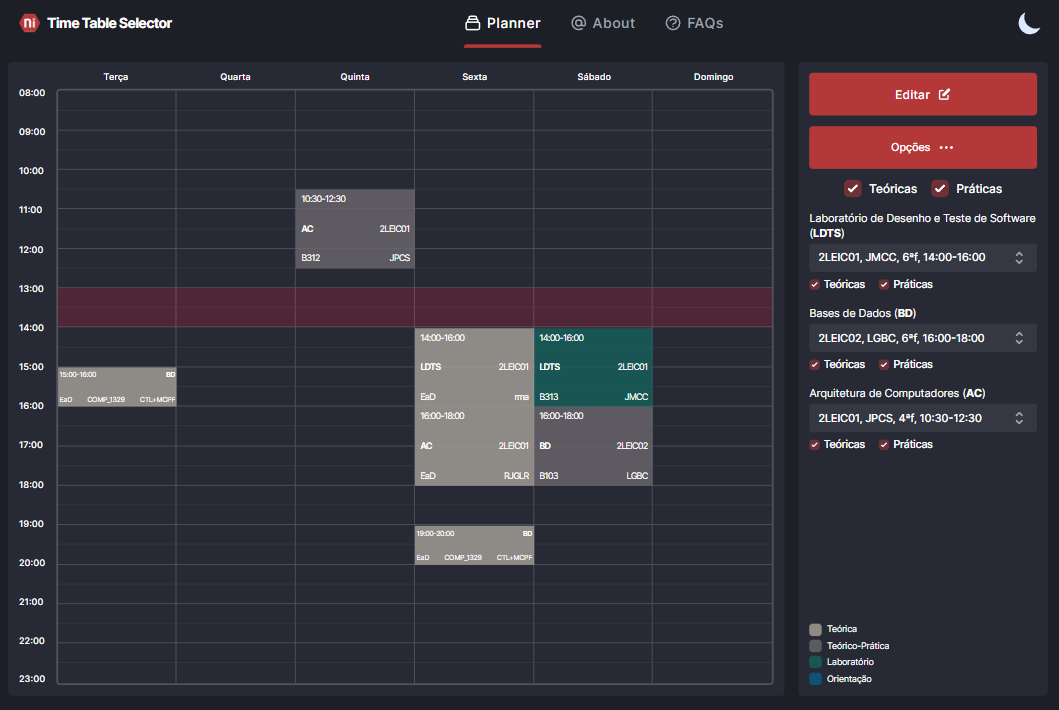 ni Time Table Selector
Planner
About
FAQs
Terça Quarta Quinta Sexta Sábado Domingo
08:00
09:00
10:00
11:00
12:00
13:00
14:00
15:00
16:00
17:00
18:00
19:00
20:00
21:00
22:00
23:00
15:00-16:00 BD
EaD COMP_1329 CTL+MCPF
10:30-12:30
AC 2LEIC01
B312 JPCS
14:00-16:00
LDTS 2LEIC01
EaD rma
16:00-18:00
AC 2LEIC01
EaD RJGLR
19:00-20:00 BD
EaD COMP_1329 CTL+MCPF
14:00-16:00
LDTS 2LEIC01
B313 JMCC
16:00-18:00
BD 2LEIC02
B103 LGBC
Editar
Opções ...
Teóricas Práticas
Laboratório de Desenho e Teste de Software
(LDTS)
2LEIC01, JMCC, 6ªf, 14:00-16:00
Teóricas Práticas
Bases de Dados (BD)
2LEIC02, LGBC, 6ªf, 16:00-18:00
Teóricas Práticas
Arquitetura de Computadores (AC)
2LEIC01, JPCS, 4ªf, 10:30-12:30
Teóricas Práticas
Teórica
Teórico-Prática
Laboratório
Orientação